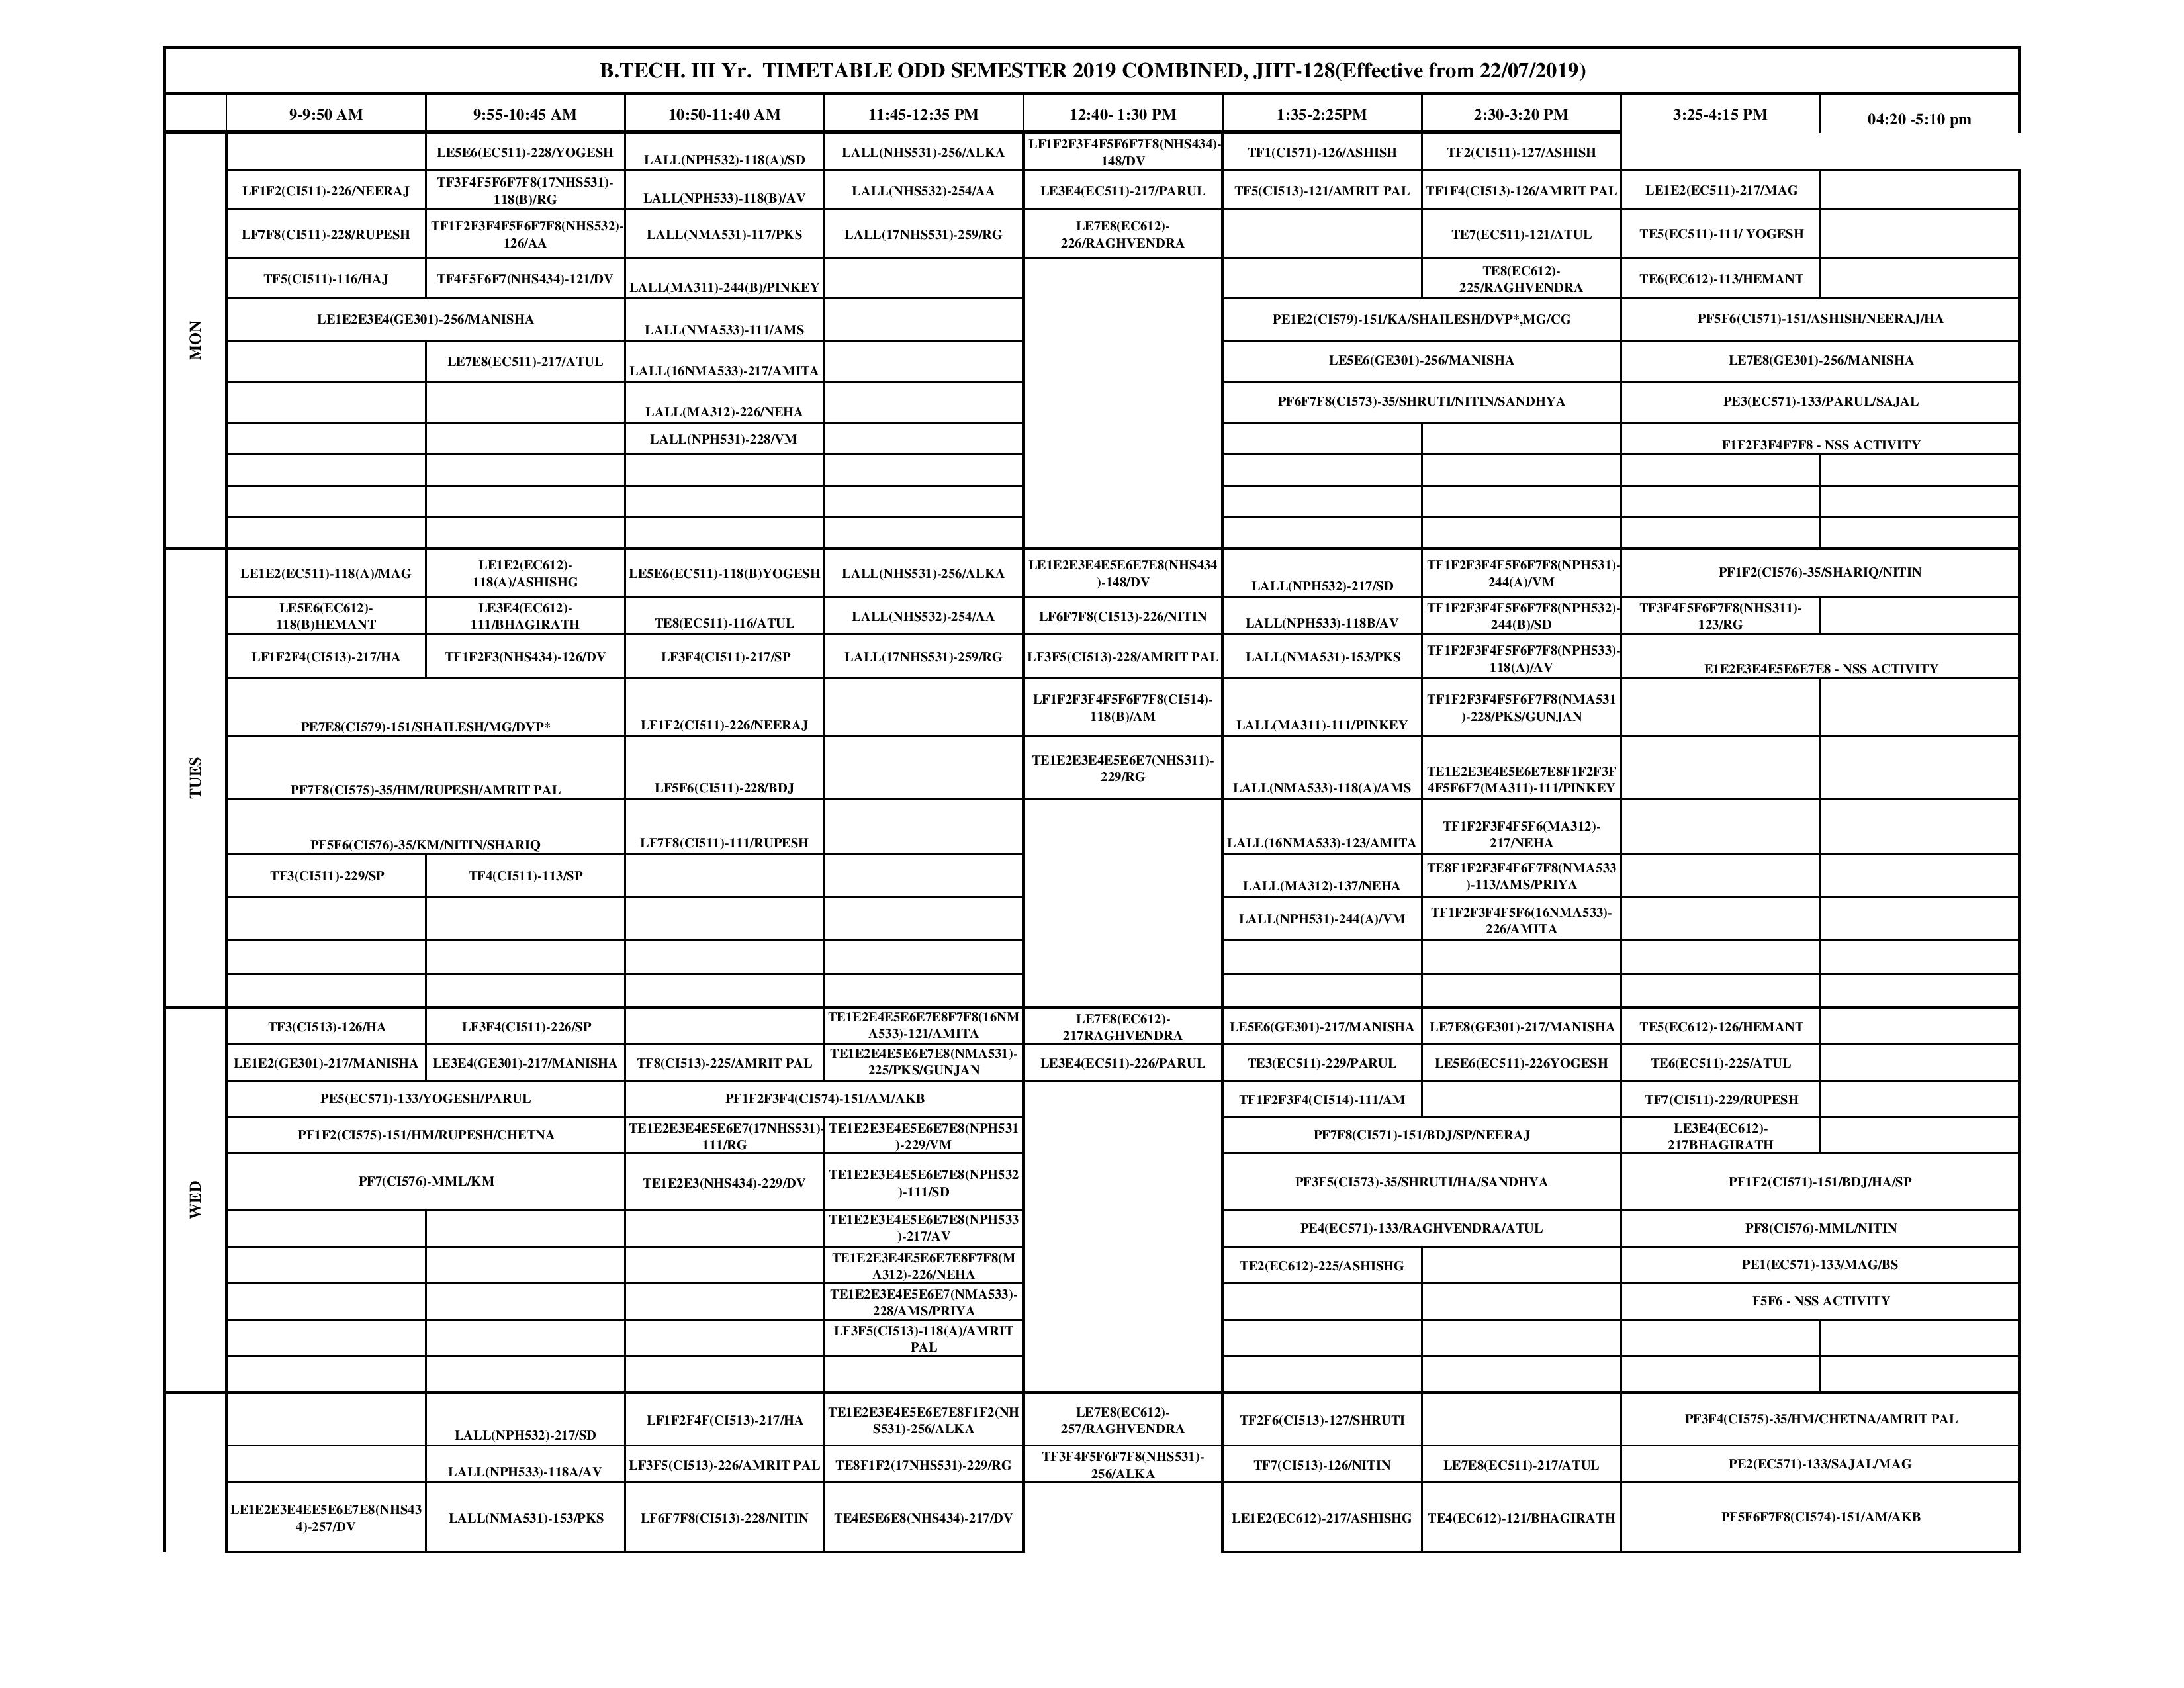 B.TECH. III Yr. TIMETABLE ODD SEMESTER 2019 COMBINED, JIIT-128(Effective from 22/07/2019)
9-9:50 AM 9:55-10:45 AM 10:50-11:40 AM 11:45-12:35 PM 12:40- 1:30 PM 1:35-2:25PM 2:30-3:20 PM 3:25-4:15 PM 04:20 -5:10 pm
MON
LE5E6(EC511)-228/YOGESH LALL(NPH532)-118(A)/SD LALL(NHS531)-256/ALKA LF1F2F3F4F5F6F7F8(NHS434)-
148/DV TF1(CI571)-126/ASHISH TF2(CI511)-127/ASHISH
LF1F2(CI511)-226/NEERAJ TF3F4F5F6F7F8(17NHS531)-
118(B)/RG LALL(NPH533)-118(B)/AV LALL(NHS532)-254/AA LE3E4(EC511)-217/PARUL TF5(CI513)-121/AMRIT PAL TF1F4(CI513)-126/AMRIT PAL LE1E2(EC511)-217/MAG
LF7F8(CI511)-228/RUPESH TF1F2F3F4F5F6F7F8(NHS532)-
126/AA LALL(NMA531)-117/PKS LALL(17NHS531)-259/RG LE7E8(EC612)-
226/RAGHVENDRA TE7(EC511)-121/ATUL TE5(EC511)-111/ YOGESH
TF5(CI511)-116/HAJ TF4F5F6F7(NHS434)-121/DV LALL(MA311)-244(B)/PINKEY TE8(EC612)-
225/RAGHVENDRA TE6(EC612)-113/HEMANT
LE1E2E3E4(GE301)-256/MANISHA LALL(NMA533)-111/AMS PE1E2(CI579)-151/KA/SHAILESH/DVP*,MG/CG PF5F6(CI571)-151/ASHISH/NEERAJ/HA
LE7E8(EC511)-217/ATUL LALL(16NMA533)-217/AMITA LE5E6(GE301)-256/MANISHA LE7E8(GE301)-256/MANISHA
LALL(MA312)-226/NEHA PF6F7F8(CI573)-35/SHRUTI/NITIN/SANDHYA PE3(EC571)-133/PARUL/SAJAL
LALL(NPH531)-228/VM F1F2F3F4F7F8 - NSS ACTIVITY
TUES
LE1E2(EC511)-118(A)/MAG LE1E2(EC612)-
118(A)/ASHISHG LE5E6(EC511)-118(B)YOGESH LALL(NHS531)-256/ALKA LE1E2E3E4E5E6E7E8(NHS434
)-148/DV LALL(NPH532)-217/SD TF1F2F3F4F5F6F7F8(NPH531)-
244(A)/VM PF1F2(CI576)-35/SHARIQ/NITIN
LE5E6(EC612)-
118(B)HEMANT LE3E4(EC612)-
111/BHAGIRATH TE8(EC511)-116/ATUL LALL(NHS532)-254/AA LF6F7F8(CI513)-226/NITIN LALL(NPH533)-118B/AV TF1F2F3F4F5F6F7F8(NPH532)-
244(B)/SD TF3F4F5F6F7F8(NHS311)-
123/RG
LF1F2F4(CI513)-217/HA TF1F2F3(NHS434)-126/DV LF3F4(CI511)-217/SP LALL(17NHS531)-259/RG LF3F5(CI513)-228/AMRIT PAL LALL(NMA531)-153/PKS TF1F2F3F4F5F6F7F8(NPH533)-
118(A)/AV E1E2E3E4E5E6E7E8 - NSS ACTIVITY
PE7E8(CI579)-151/SHAILESH/MG/DVP* LF1F2(CI511)-226/NEERAJ LF1F2F3F4F5F6F7F8(CI514)-
118(B)/AM LALL(MA311)-111/PINKEY TF1F2F3F4F5F6F7F8(NMA531
)-228/PKS/GUNJAN
PF7F8(CI575)-35/HM/RUPESH/AMRIT PAL LF5F6(CI511)-228/BDJ TE1E2E3E4E5E6E7(NHS311)-
229/RG LALL(NMA533)-118(A)/AMS TE1E2E3E4E5E6E7E8F1F2F3F
4F5F6F7(MA311)-111/PINKEY
PF5F6(CI576)-35/KM/NITIN/SHARIQ LF7F8(CI511)-111/RUPESH LALL(16NMA533)-123/AMITA TF1F2F3F4F5F6(MA312)-
217/NEHA
TF3(CI511)-229/SP TF4(CI511)-113/SP LALL(MA312)-137/NEHA TE8F1F2F3F4F6F7F8(NMA533
)-113/AMS/PRIYA
LALL(NPH531)-244(A)/VM TF1F2F3F4F5F6(16NMA533)-
226/AMITA
WED
TF3(CI513)-126/HA LF3F4(CI511)-226/SP TE1E2E4E5E6E7E8F7F8(16NM
A533)-121/AMITA LE7E8(EC612)-
217RAGHVENDRA LE5E6(GE301)-217/MANISHA LE7E8(GE301)-217/MANISHA TE5(EC612)-126/HEMANT
LE1E2(GE301)-217/MANISHA LE3E4(GE301)-217/MANISHA TF8(CI513)-225/AMRIT PAL TE1E2E4E5E6E7E8(NMA531)-
225/PKS/GUNJAN LE3E4(EC511)-226/PARUL TE3(EC511)-229/PARUL LE5E6(EC511)-226YOGESH TE6(EC511)-225/ATUL
PE5(EC571)-133/YOGESH/PARUL PF1F2F3F4(CI574)-151/AM/AKB TF1F2F3F4(CI514)-111/AM TF7(CI511)-229/RUPESH
PF1F2(CI575)-151/HM/RUPESH/CHETNA TE1E2E3E4E5E6E7(17NHS531)-
111/RG TE1E2E3E4E5E6E7E8(NPH531
)-229/VM PF7F8(CI571)-151/BDJ/SP/NEERAJ LE3E4(EC612)-
217BHAGIRATH
PF7(CI576)-MML/KM TE1E2E3(NHS434)-229/DV TE1E2E3E4E5E6E7E8(NPH532
)-111/SD PF3F5(CI573)-35/SHRUTI/HA/SANDHYA PF1F2(CI571)-151/BDJ/HA/SP
TE1E2E3E4E5E6E7E8(NPH533
)-217/AV PE4(EC571)-133/RAGHVENDRA/ATUL PF8(CI576)-MML/NITIN
TE1E2E3E4E5E6E7E8F7F8(M
A312)-226/NEHA TE2(EC612)-225/ASHISHG PE1(EC571)-133/MAG/BS
TE1E2E3E4E5E6E7(NMA533)-
228/AMS/PRIYA F5F6 - NSS ACTIVITY
LF3F5(CI513)-118(A)/AMRIT
PAL
LALL(NPH532)-217/SD LF1F2F4F(CI513)-217/HA TE1E2E3E4E5E6E7E8F1F2(NH
S531)-256/ALKA LE7E8(EC612)-
257/RAGHVENDRA TF2F6(CI513)-127/SHRUTI PF3F4(CI575)-35/HM/CHETNA/AMRIT PAL
LALL(NPH533)-118A/AV LF3F5(CI513)-226/AMRIT PAL TE8F1F2(17NHS531)-229/RG TF3F4F5F6F7F8(NHS531)-
256/ALKA TF7(CI513)-126/NITIN LE7E8(EC511)-217/ATUL PE2(EC571)-133/SAJAL/MAG
LE1E2E3E4EE5E6E7E8(NHS43
4)-257/DV LALL(NMA531)-153/PKS LF6F7F8(CI513)-228/NITIN TE4E5E6E8(NHS434)-217/DV LE1E2(EC612)-217/ASHISHG TE4(EC612)-121/BHAGIRATH PF5F6F7F8(CI574)-151/AM/AKB